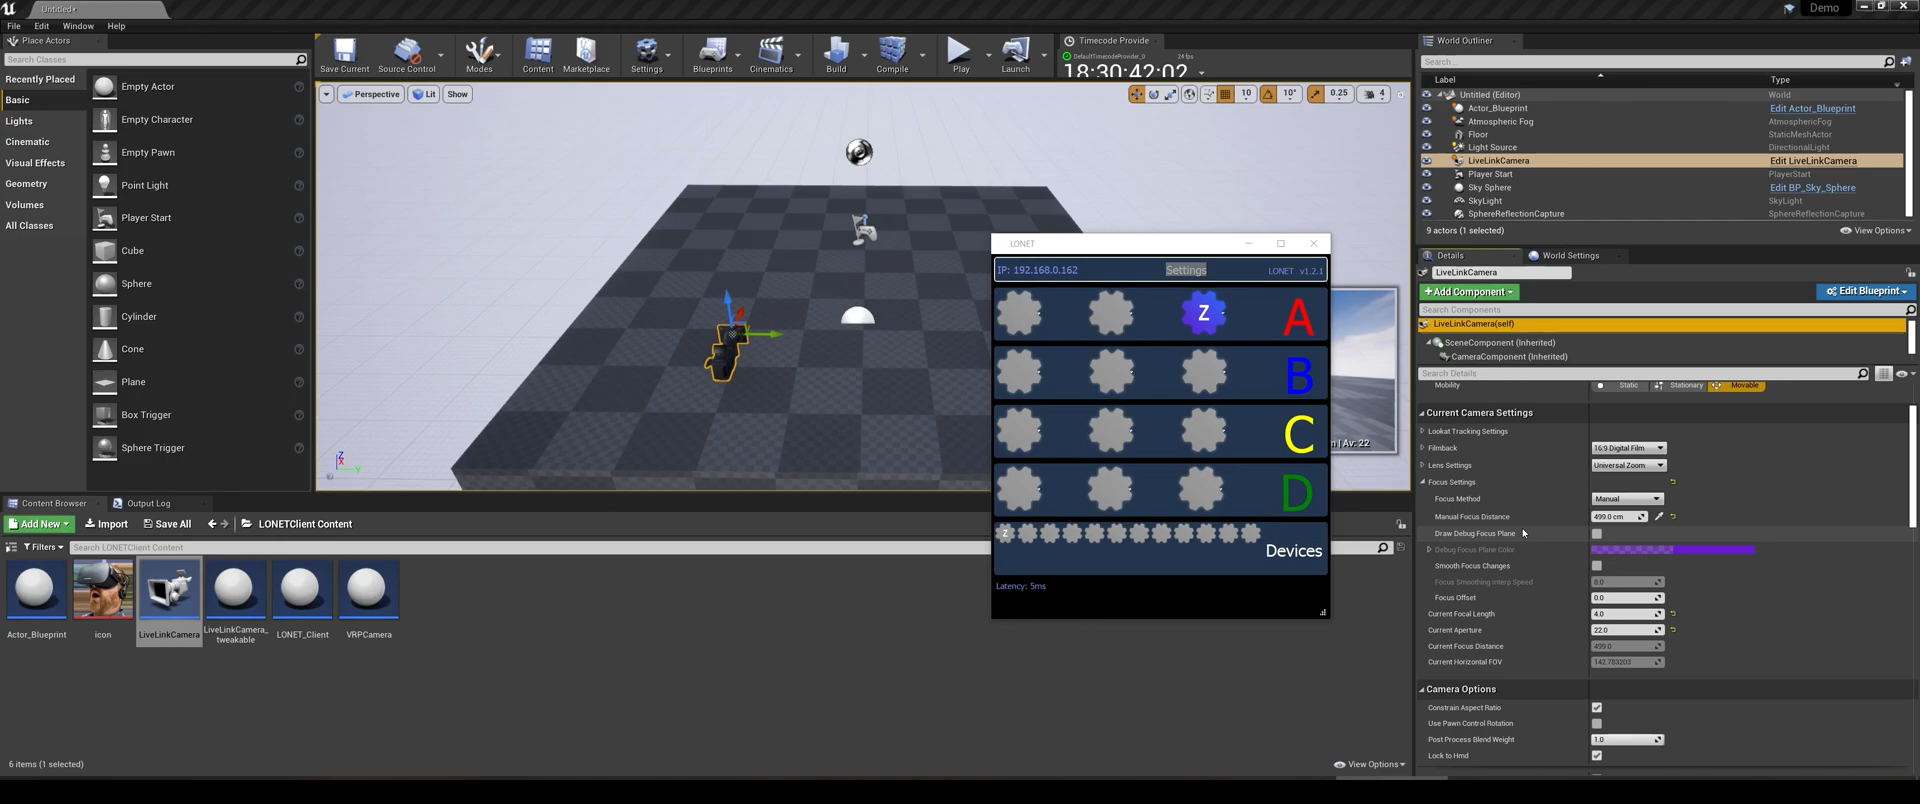 Untitled*
Demo
File Edit Window Help
Place Actors
Search Classes
Recently Placed
Basic
Lights
Cinematic
Visual Effects
Geometry
Volumes
All Classes
Empty Actor
Empty Character
Empty Pawn
Point Light
Player Start
Cube
Sphere
Cylinder
Cone
Plane
Box Trigger
Sphere Trigger
Save Current Source Control Modes Content Marketplace Settings Blueprints Cinematics Build Compile Play Launch
Timecode Provide
DefaultTimecodeProvider_0 24 fps
18:30:42:02
Perspective Lit Show
10 10° 0.25 4
Z X Y
Av: 22
LONET
IP: 192.168.0.162 Settings LONET v1.2.1
Z A
B
C
D
Z
Devices
Latency: 5ms
Content Browser Output Log
Add New Import Save All LONETClient Content
Filters Search LONETClient Content
Actor_Blueprint
icon
LiveLinkCamera
LiveLinkCamera_tweakable
LONET_Client
VRPCamera
6 items (1 selected)
View Options
World Outliner
Search...
Label Type
Untitled (Editor) World
Actor_Blueprint Edit Actor_Blueprint
Atmospheric Fog AtmosphericFog
Floor StaticMeshActor
Light Source DirectionalLight
LiveLinkCamera Edit LiveLinkCamera
Player Start PlayerStart
Sky Sphere Edit BP_Sky_Sphere
SkyLight SkyLight
SphereReflectionCapture SphereReflectionCapture
9 actors (1 selected) View Options
Details World Settings
LiveLinkCamera
+Add Component Edit Blueprint
Search Components
LiveLinkCamera(self)
SceneComponent (Inherited)
CameraComponent (Inherited)
Search Details
Mobility Static Stationary Movable
Current Camera Settings
Lookat Tracking Settings
Filmback 16:9 Digital Film
Lens Settings Universal Zoom
Focus Settings
Focus Method Manual
Manual Focus Distance 499.0 cm
Draw Debug Focus Plane
Debug Focus Plane Color
Smooth Focus Changes
Focus Smoothing Interp Speed 8.0
Focus Offset 0.0
Current Focal Length 4.0
Current Aperture 22.0
Current Focus Distance 499.0
Current Horizontal FOV 142.783203
Camera Options
Constrain Aspect Ratio
Use Pawn Control Rotation
Post Process Blend Weight 1.0
Lock to Hmd